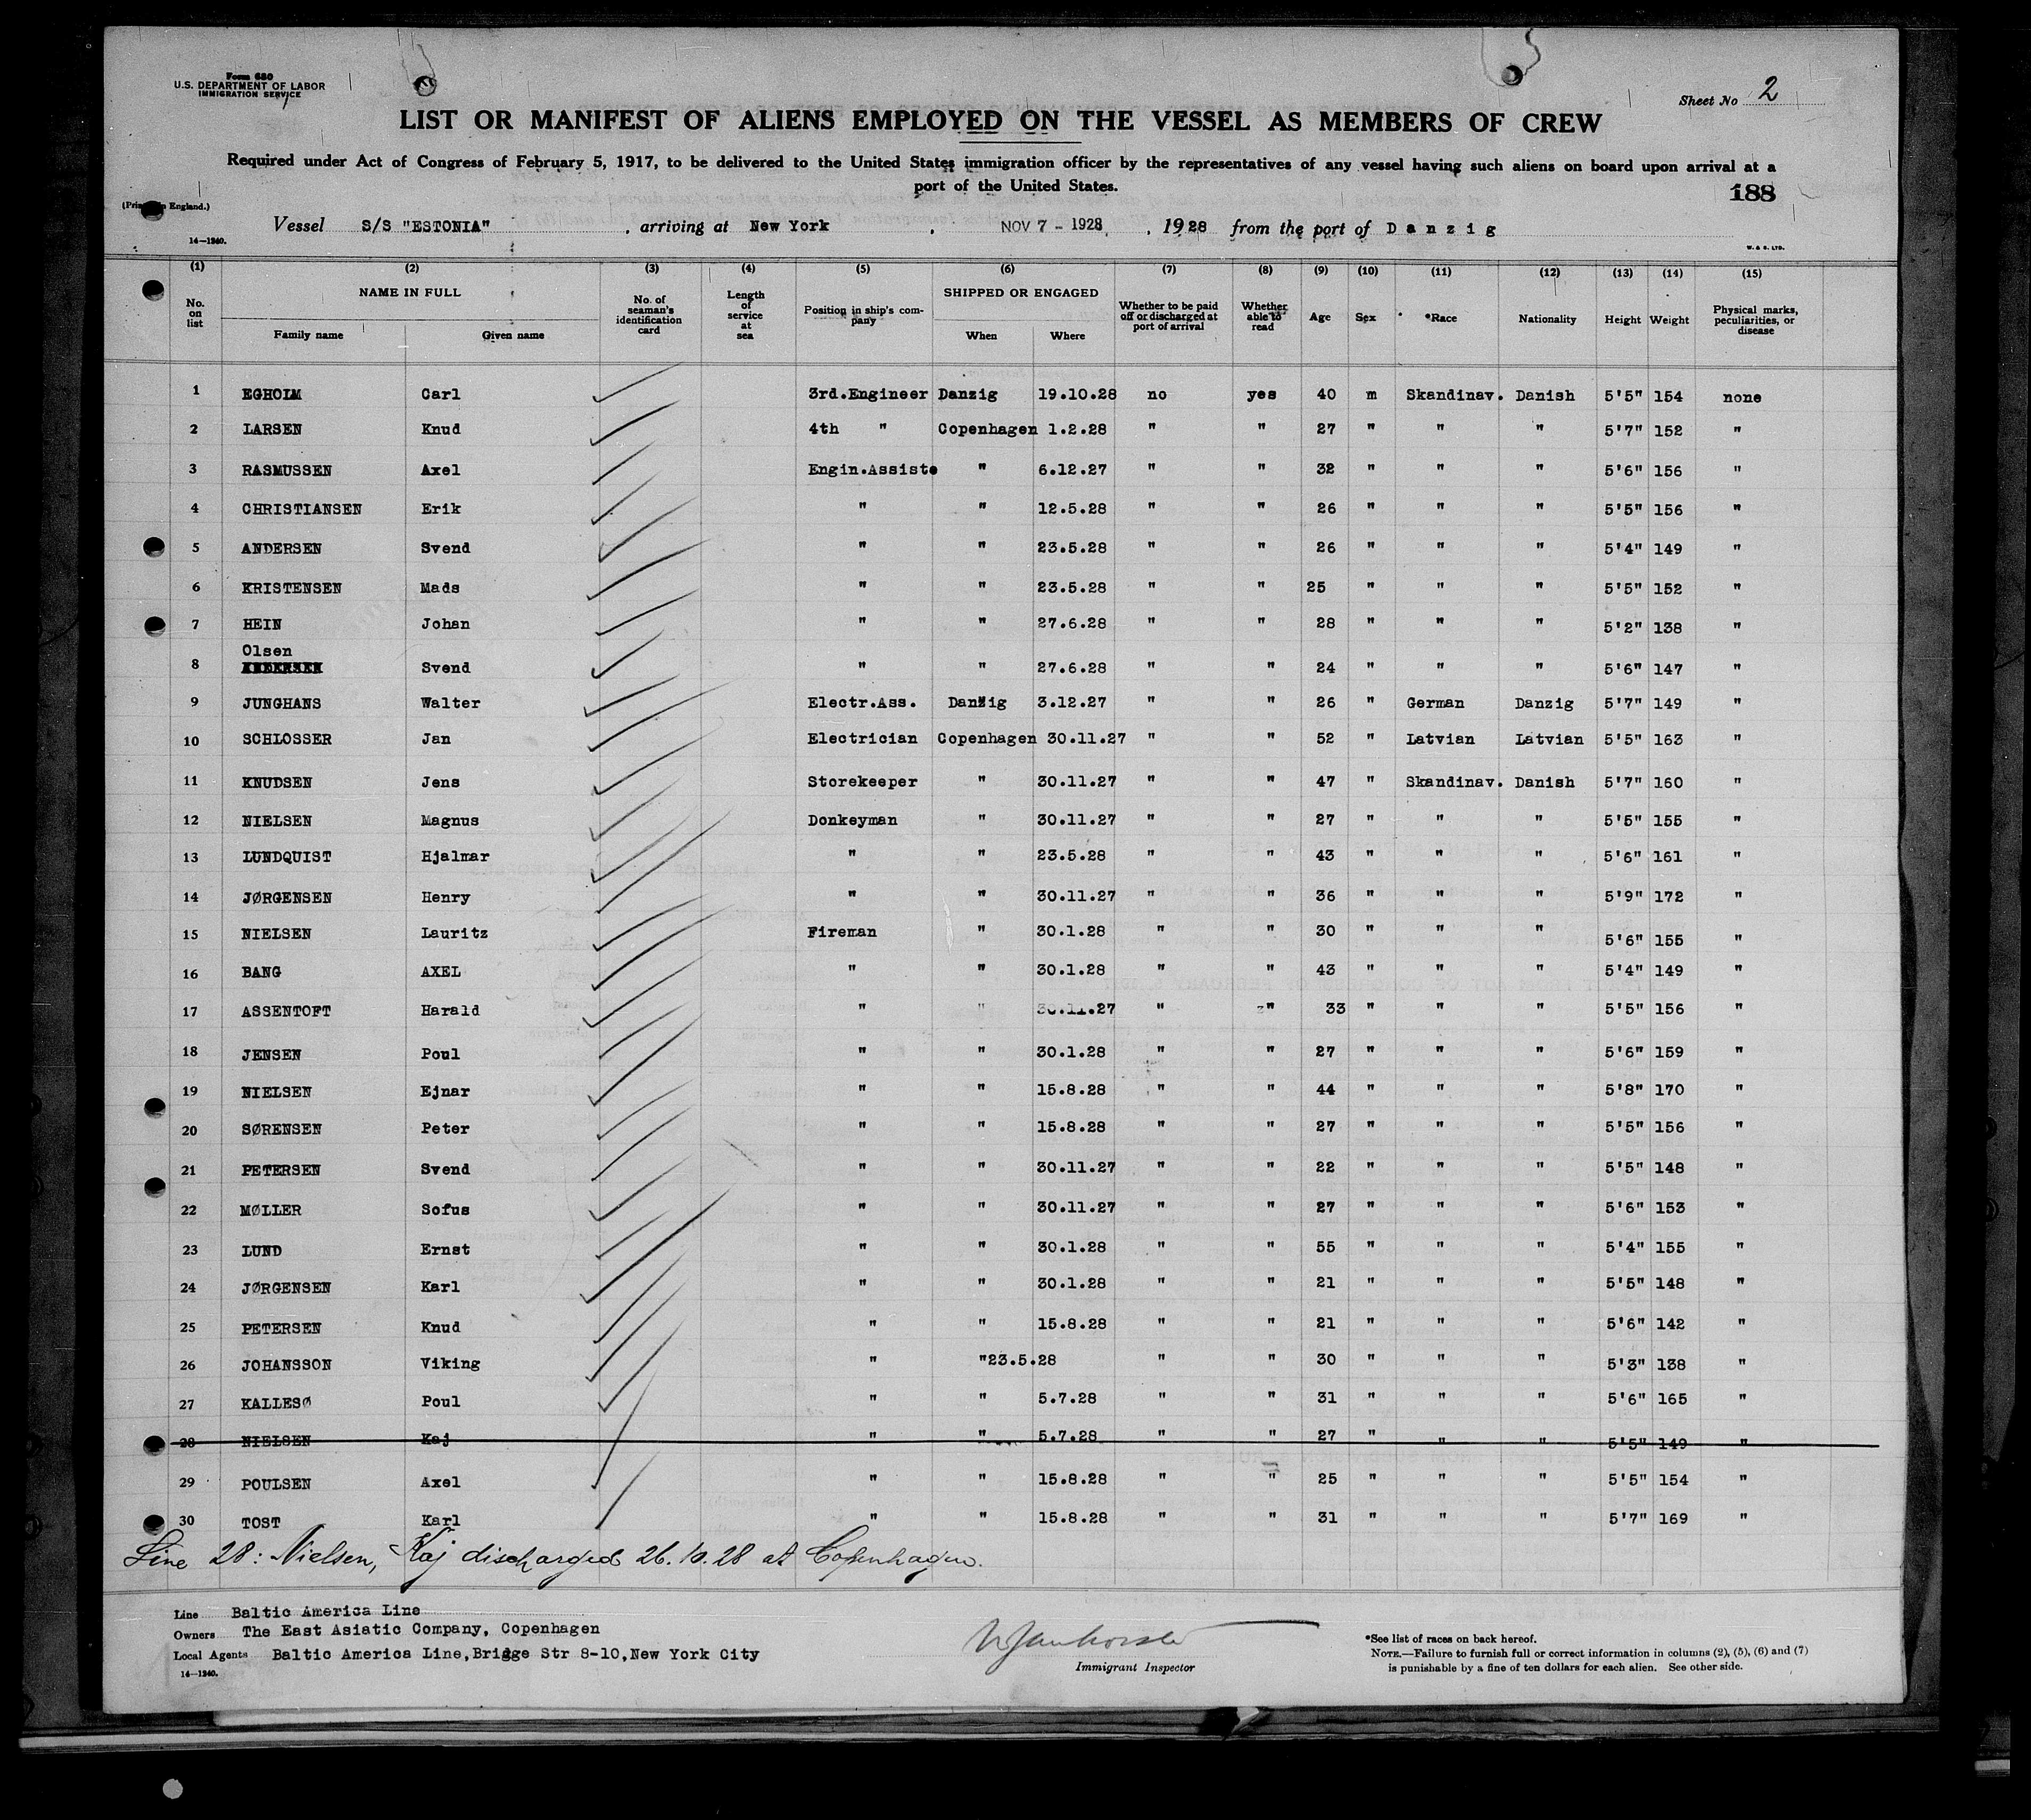 Form 680
U.S. DEPARTMENT OF LABOR
IMMIGRATION SERVICE
Sheet No 2
LIST OR MANIFEST OF ALIENS EMPLOYED ON THE VESSEL AS MEMBERS OF CREW
Required under Act of Congress of February 5, 1917, to be delivered to the United States immigration officer by the representatives of any vessel having such aliens on board upon arrival at a
port of the United States.
188
(Printed in England.)
Vessel S/S "ESTONIA", arriving at New York, NOV 7 - 1928, 1928 from the port of Danzig
14—1240.
W. & S. LTD.
(1) (2) (3) (4) (5) (6) (7) (8) (9) (10) (11) (12) (13) (14) (15)
No. on list NAME IN FULL Family name Given name No. of seaman's identification card Length of service at sea Position in ship's company SHIPPED OR ENGAGED When Where Whether to be paid off or discharged at port of arrival Whether able to read Age Sex *Race Nationality Height Weight Physical marks, peculiarities, or disease
1 EGHOLM Carl 3rd.Engineer Danzig 19.10.28 no yes 40 m Skandinav. Danish 5'5" 154 none
2 LARSEN Knud 4th " Copenhagen 1.2.28 " " 27 " " " 5'7" 152 "
3 RASMUSSEN Axel Engin.Assiste " 6.12.27 " " 32 " " " 5'6" 156 "
4 CHRISTIANSEN Erik " " 12.5.28 " " 26 " " " 5'5" 156 "
5 ANDERSEN Svend " " 23.5.28 " " 26 " " " 5'4" 149 "
6 KRISTENSEN Mads " " 23.5.28 " " 25 " " " 5'5" 152 "
7 HEIN Johan " " 27.6.28 " " 28 " " " 5'2" 138 "
Olsen
8 Svend " " 27.6.28 " " 24 " " " 5'6" 147 "
9 JUNGHANS Walter Electr.Ass. Danzig 3.12.27 " " 26 " German Danzig 5'7" 149 "
10 SCHLOSSER Jan Electrician Copenhagen 30.11.27 " " 52 " Latvian Latvian 5'5" 163 "
11 KNUDSEN Jens Storekeeper " 30.11.27 " " 47 " Skandinav. Danish 5'7" 160 "
12 NIELSEN Magnus Donkeyman " 30.11.27 " " 27 " " " 5'5" 155 "
13 LUNDQUIST Hjalmar " " 23.5.28 " " 43 " " " 5'6" 161 "
14 JØRGENSEN Henry " " 30.11.27 " " 36 " " " 5'9" 172 "
15 NIELSEN Lauritz Fireman " 30.1.28 " " 30 " " " 5'6" 155 "
16 BANG AXEL " " 30.1.28 " " 43 " " " 5'4" 149 "
17 ASSENTOFT Harald " " 30.11.27 " " 33 " " " 5'5" 156 "
18 JENSEN Poul " " 30.1.28 " " 27 " " " 5'6" 159 "
19 NIELSEN Ejnar " " 15.8.28 " " 44 " " " 5'8" 170 "
20 SØRENSEN Peter " " 15.8.28 " " 27 " " " 5'5" 156 "
21 PETERSEN Svend " " 30.11.27 " " 22 " " " 5'5" 148 "
22 MØLLER Sofus " " 30.11.27 " " 27 " " " 5'6" 153 "
23 LUND Ernst " " 30.1.28 " " 55 " " " 5'4" 155 "
24 JØRGENSEN Karl " " 30.1.28 " " 21 " " " 5'5" 148 "
25 PETERSEN Knud " " 15.8.28 " " 21 " " " 5'6" 142 "
26 JOHANSSON Viking " "23.5.28 " " 30 " " " 5'3" 138 "
27 KALLESØ Poul " " 5.7.28 " " 31 " " " 5'6" 165 "
28 NIELSEN Kaj " " 5.7.28 " " 27 " " " 5'5" 149 "
29 POULSEN Axel " " 15.8.28 " " 25 " " " 5'5" 154 "
30 TOST Karl " " 15.8.28 " " 31 " " " 5'7" 169 "
Line 28: Nielsen, Kaj discharged 26.10.28 at Copenhagen.
Line Baltic America Line
Owners The East Asiatic Company, Copenhagen
Local Agents Baltic America Line, Bridge Str 8-10, New York City
14—1240.
Immigrant Inspector
*See list of races on back hereof.
NOTE.—Failure to furnish full or correct information in columns (2), (5), (6) and (7)
is punishable by a fine of ten dollars for each alien. See other side.